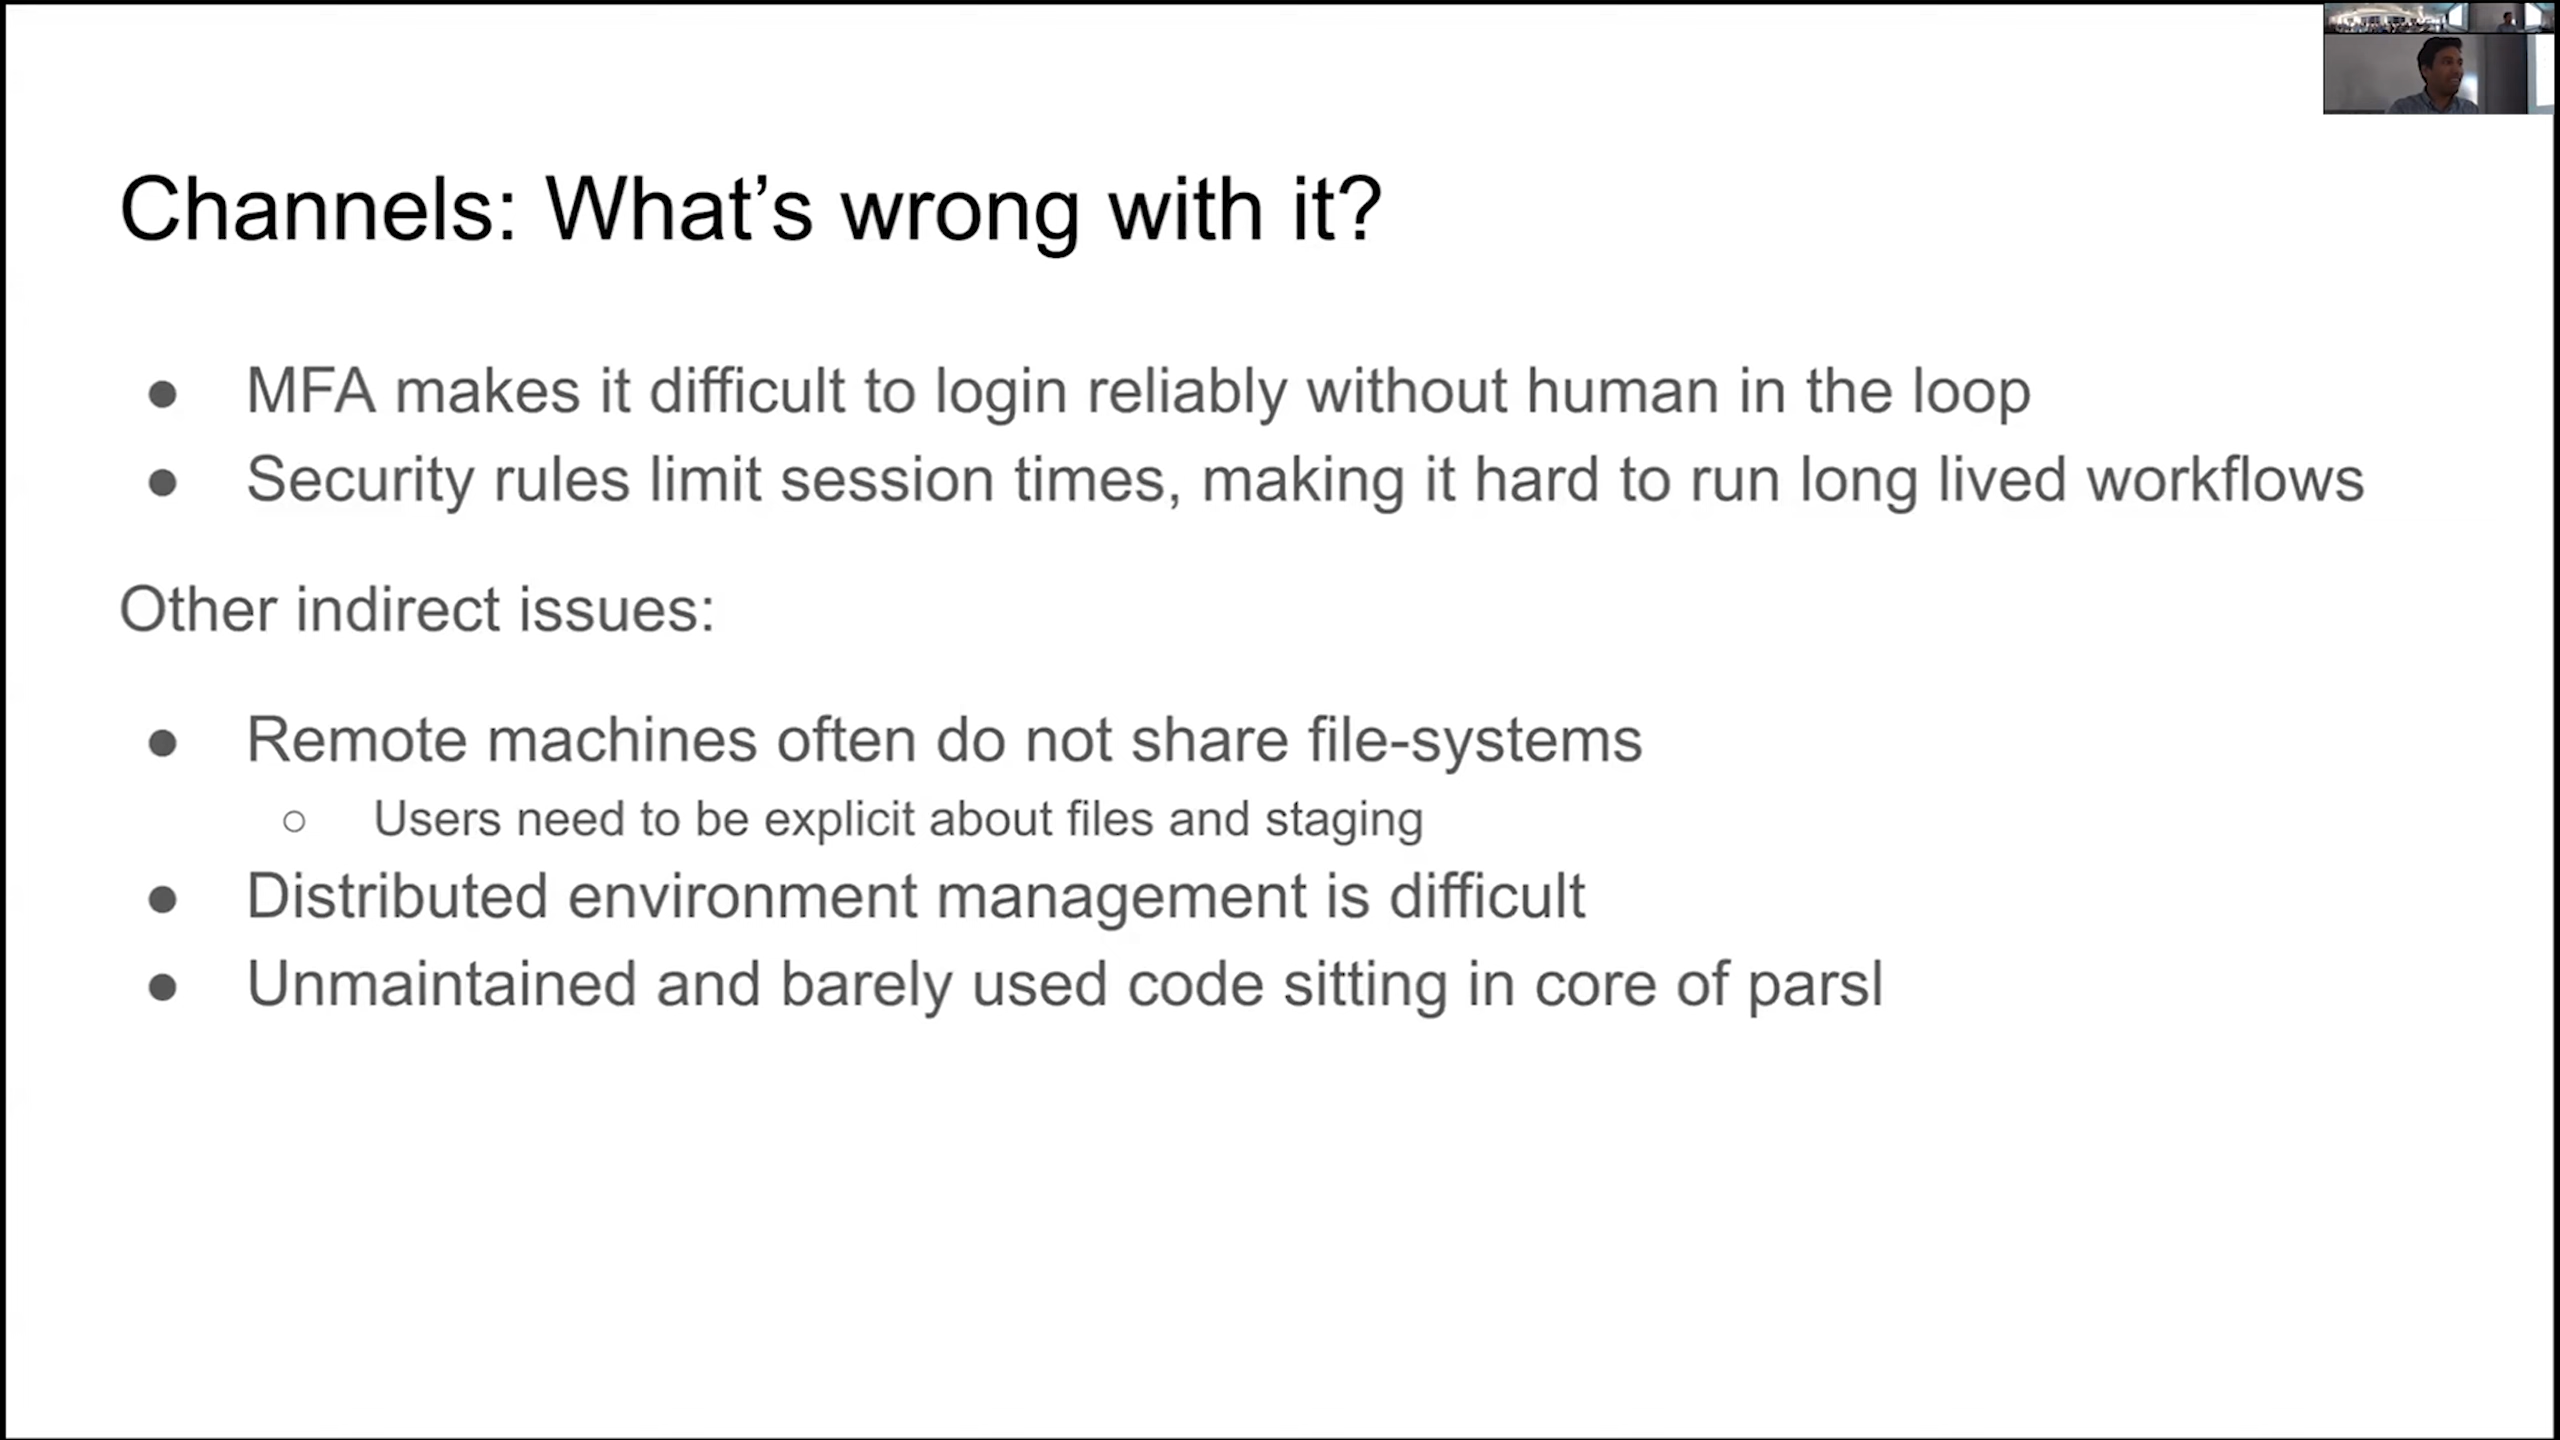 Channels: What’s wrong with it?
● MFA makes it difficult to login reliably without human in the loop
● Security rules limit session times, making it hard to run long lived workflows
Other indirect issues:
● Remote machines often do not share file-systems
○ Users need to be explicit about files and staging
● Distributed environment management is difficult
● Unmaintained and barely used code sitting in core of parsl